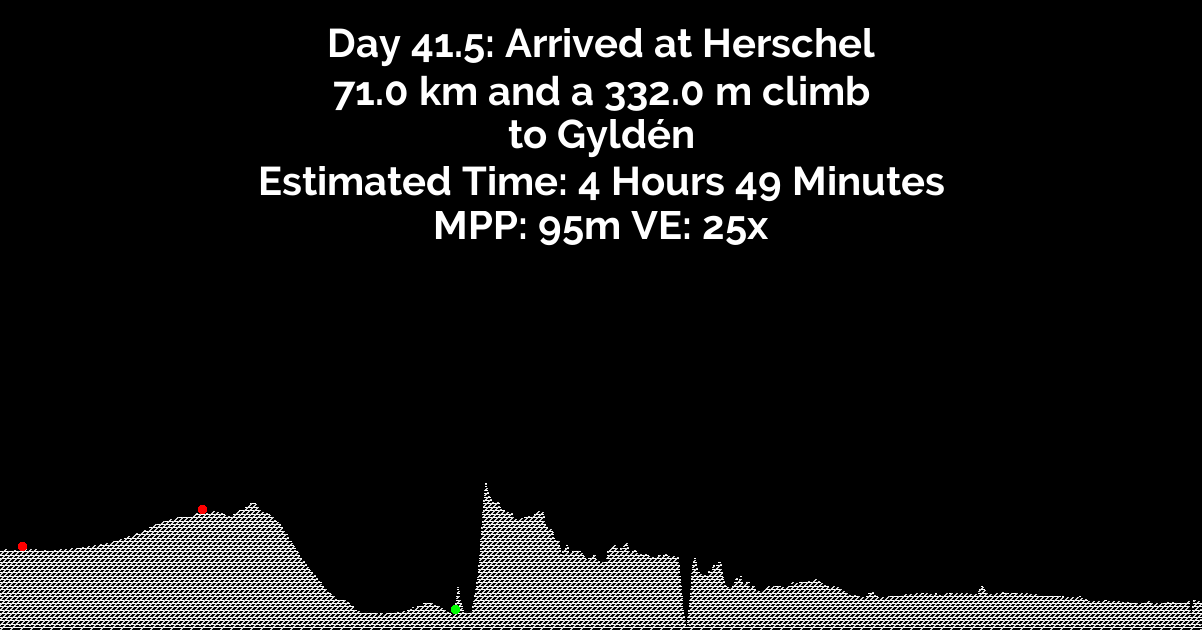 Day 41.5: Arrived at Herschel
71.0 km and a 332.0 m climb
to Gyldén
Estimated Time: 4 Hours 49 Minutes
MPP: 95m VE: 25x